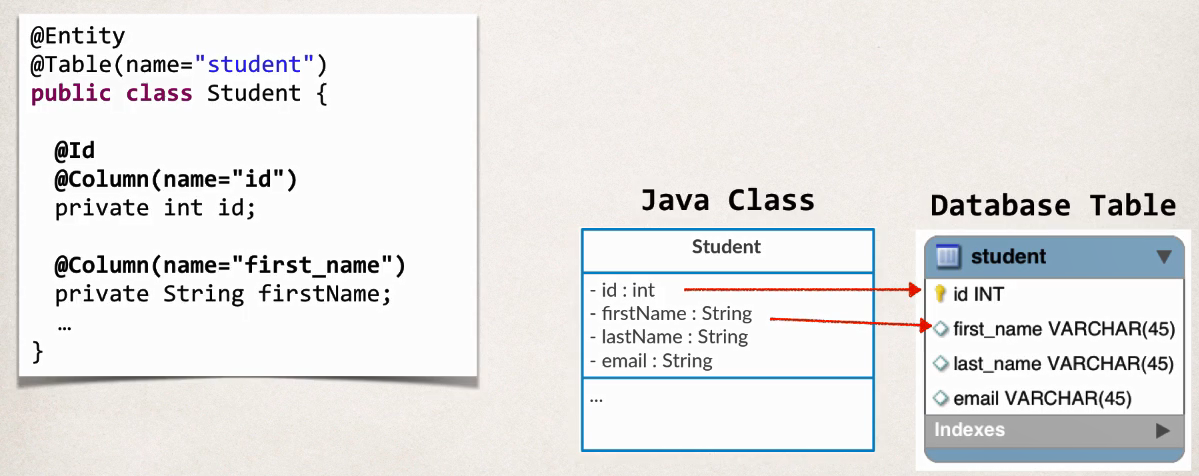 @Entity
@Table(name="student")
public class Student {
@Id
@Column(name="id")
private int id;
@Column(name="first_name")
private String firstName;
…
}
Java Class
Student
- id : int
- firstName : String
- lastName : String
- email : String
...
Database Table
student
id INT
first_name VARCHAR(45)
last_name VARCHAR(45)
email VARCHAR(45)
Indexes